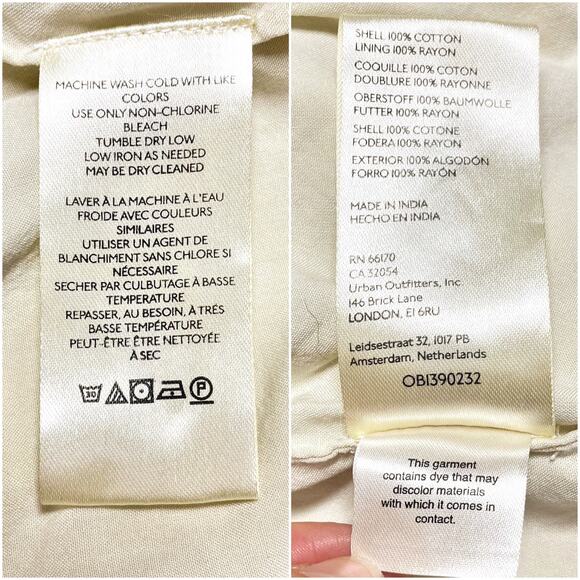 MACHINE WASH COLD WITH LIKE
COLORS
USE ONLY NON-CHLORINE
BLEACH
TUMBLE DRY LOW
LOW IRON AS NEEDED
MAY BE DRY CLEANED
LAVER À LA MACHINE À L'EAU
FROIDE AVEC COULEURS
SIMILAIRES
UTILISER UN AGENT DE
BLANCHIMENT SANS CHLORE SI
NÉCESSAIRE
SECHER PAR CULBUTAGE À BASSE
TEMPERATURE
REPASSER, AU BESOIN, À TRÉS
BASSE TEMPÉRATURE
PEUT-ÊTRE ÊTRE NETTOYÉE
À SEC
30
P
SHELL 100% COTTON
LINING 100% RAYON
COQUILLE 100% COTON
DOUBLURE 100% RAYONNE
OBERSTOFF 100% BAUMWOLLE
FUTTER 100% RAYON
SHELL 100% COTONE
FODERA 100% RAYON
EXTERIOR 100% ALGODÓN
FORRO 100% RAYÓN
MADE IN INDIA
HECHO EN INDIA
RN 66170
CA 32054
Urban Outfitters, Inc.
146 Brick Lane
LONDON, E1 6RU
Leidsestraat 32, 1017 PB
Amsterdam, Netherlands
OB1390232
This garment
contains dye that may
discolor materials
with which it comes in
contact.